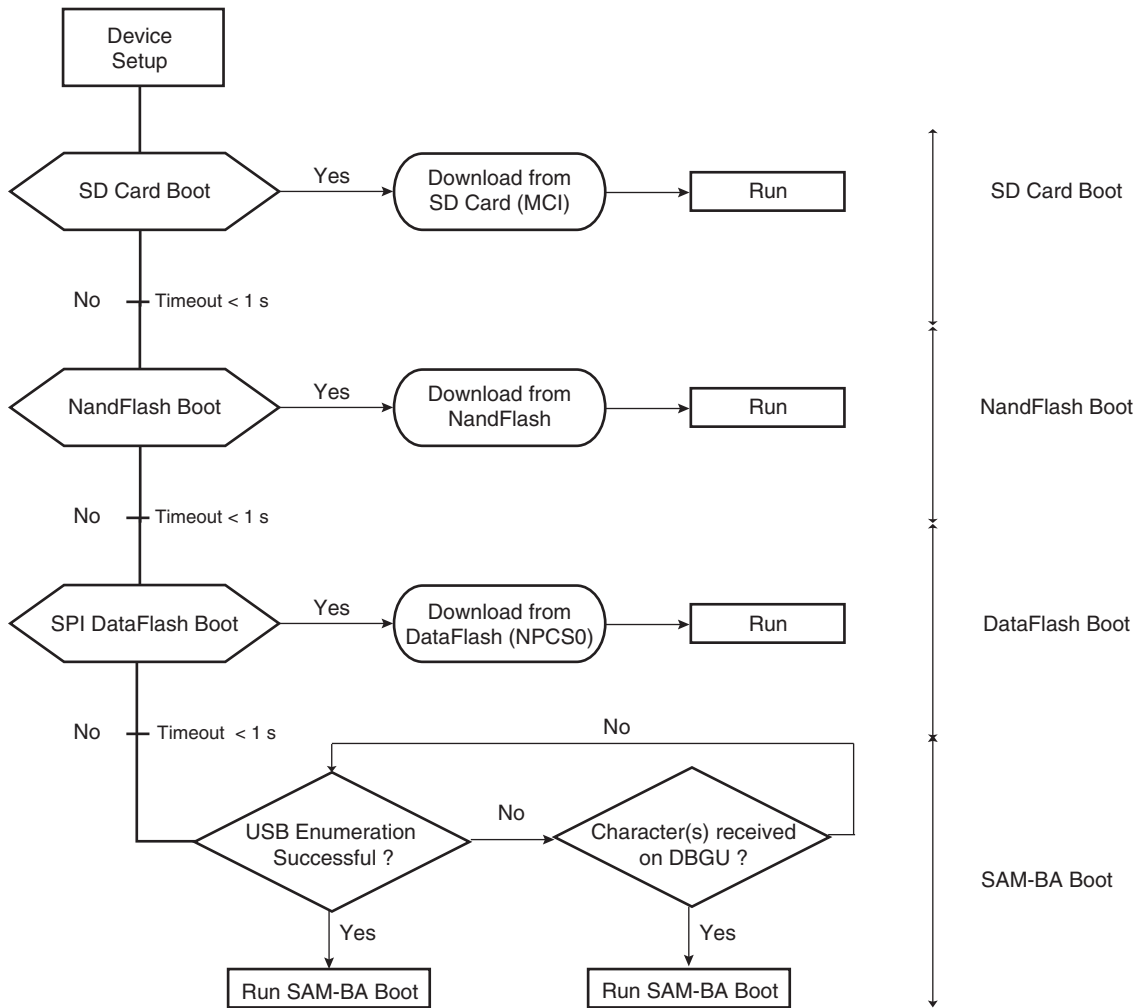 Device
Setup
SD Card Boot
Yes
Download from
SD Card (MCI)
Run
SD Card Boot
No
Timeout < 1 s
NandFlash Boot
Yes
Download from
NandFlash
Run
NandFlash Boot
No
Timeout < 1 s
SPI DataFlash Boot
Yes
Download from
DataFlash (NPCS0)
Run
DataFlash Boot
No
Timeout < 1 s
No
USB Enumeration
Successful ?
No
Character(s) received
on DBGU ?
SAM-BA Boot
Yes
Yes
Run SAM-BA Boot
Run SAM-BA Boot